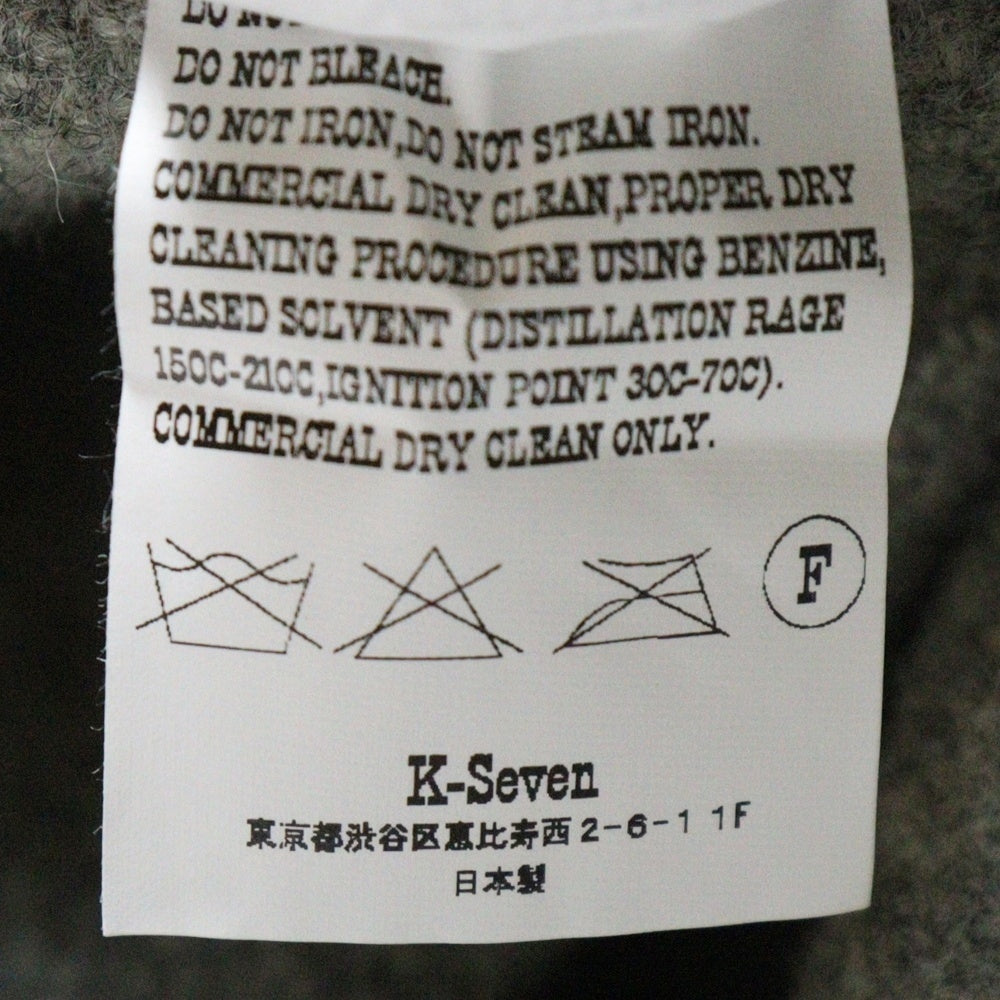 DO NOT
DO NOT BLEACH.
DO NOT IRON,DO NOT STEAM IRON.
COMMERCIAL DRY CLEAN,PROPER DRY
CLEANING PROCEDURE USING BENZINE,
BASED SOLVENT (DISTILLATION RAGE
150C-210C,IGNITION POINT 30C-70C).
COMMERCIAL DRY CLEAN ONLY.
F
K-Seven
東京都渋谷区恵比寿西2-6-1 1F
日本製